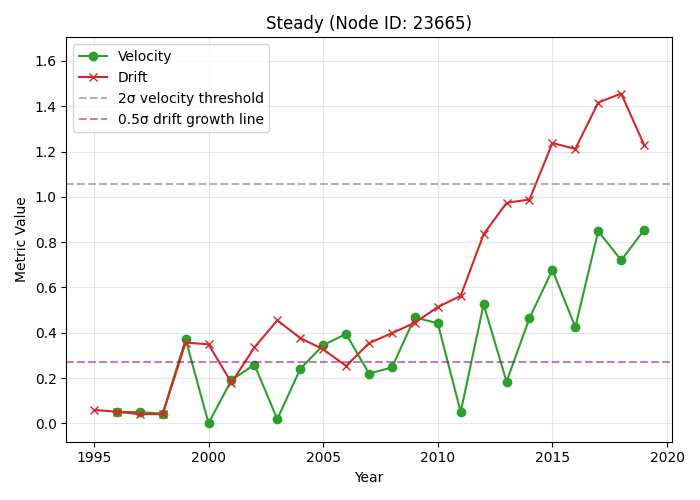 Steady (Node ID: 23665)
Velocity
Drift
2σ velocity threshold
0.5σ drift growth line
Metric Value
1.6
1.4
1.2
1.0
0.8
0.6
0.4
0.2
0.0
1995 2000 2005 2010 2015 2020
Year